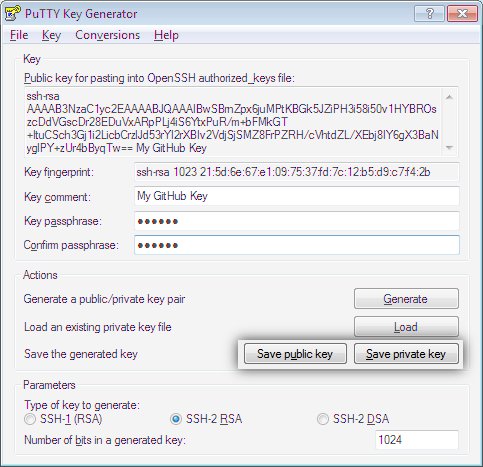 PuTTY Key Generator
File Key Conversions Help
Key
Public key for pasting into OpenSSH authorized_keys file:
ssh-rsa
AAAAB3NzaC1yc2EAAAABJQAAAIBwSBrnZpx6juMPtKBGk5JZiPH3i58i50v1HYBROs
zcDdVGscDr28EDuVxARpPLj4iS6YtxPuR/m+bFMkGT
+ItuCSch3Gj1i2LicbCrzlJd53rYI2rXBIv2VdjSjSMZ8FrPZRH/cVhtdZL/XEbj8IY6gX3BaN
yglPY+zUr4bByqTw== My GitHub Key
Key fingerprint: ssh-rsa 1023 21:5d:6e:67:e1:09:75:37:fd:7c:12:b5:d9:c7:f4:2b
Key comment: My GitHub Key
Key passphrase: ●●●●●●
Confirm passphrase: ●●●●●●
Actions
Generate a public/private key pair Generate
Load an existing private key file Load
Save the generated key Save public key Save private key
Parameters
Type of key to generate:
SSH-1 (RSA) SSH-2 RSA SSH-2 DSA
Number of bits in a generated key: 1024